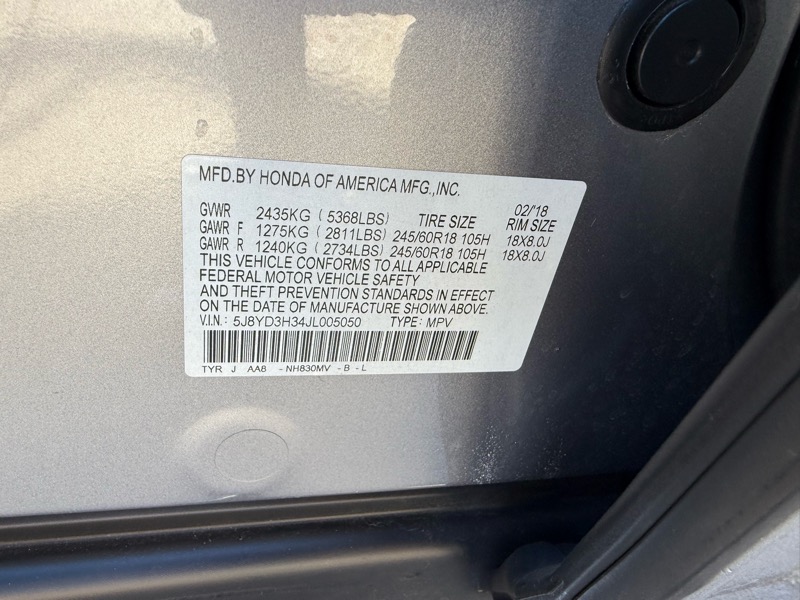 MFD.BY HONDA OF AMERICA MFG.,INC.
02/'18
GVWR 2435KG ( 5368LBS) TIRE SIZE RIM SIZE
GAWR F 1275KG ( 2811LBS) 245/60R18 105H 18X8.0J
GAWR R 1240KG ( 2734LBS) 245/60R18 105H 18X8.0J
THIS VEHICLE CONFORMS TO ALL APPLICABLE
FEDERAL MOTOR VEHICLE SAFETY
AND THEFT PREVENTION STANDARDS IN EFFECT
ON THE DATE OF MANUFACTURE SHOWN ABOVE.
V.I.N.: 5J8YD3H34JL005050 TYPE: MPV
TYR J AA8 -NH830MV -B -L